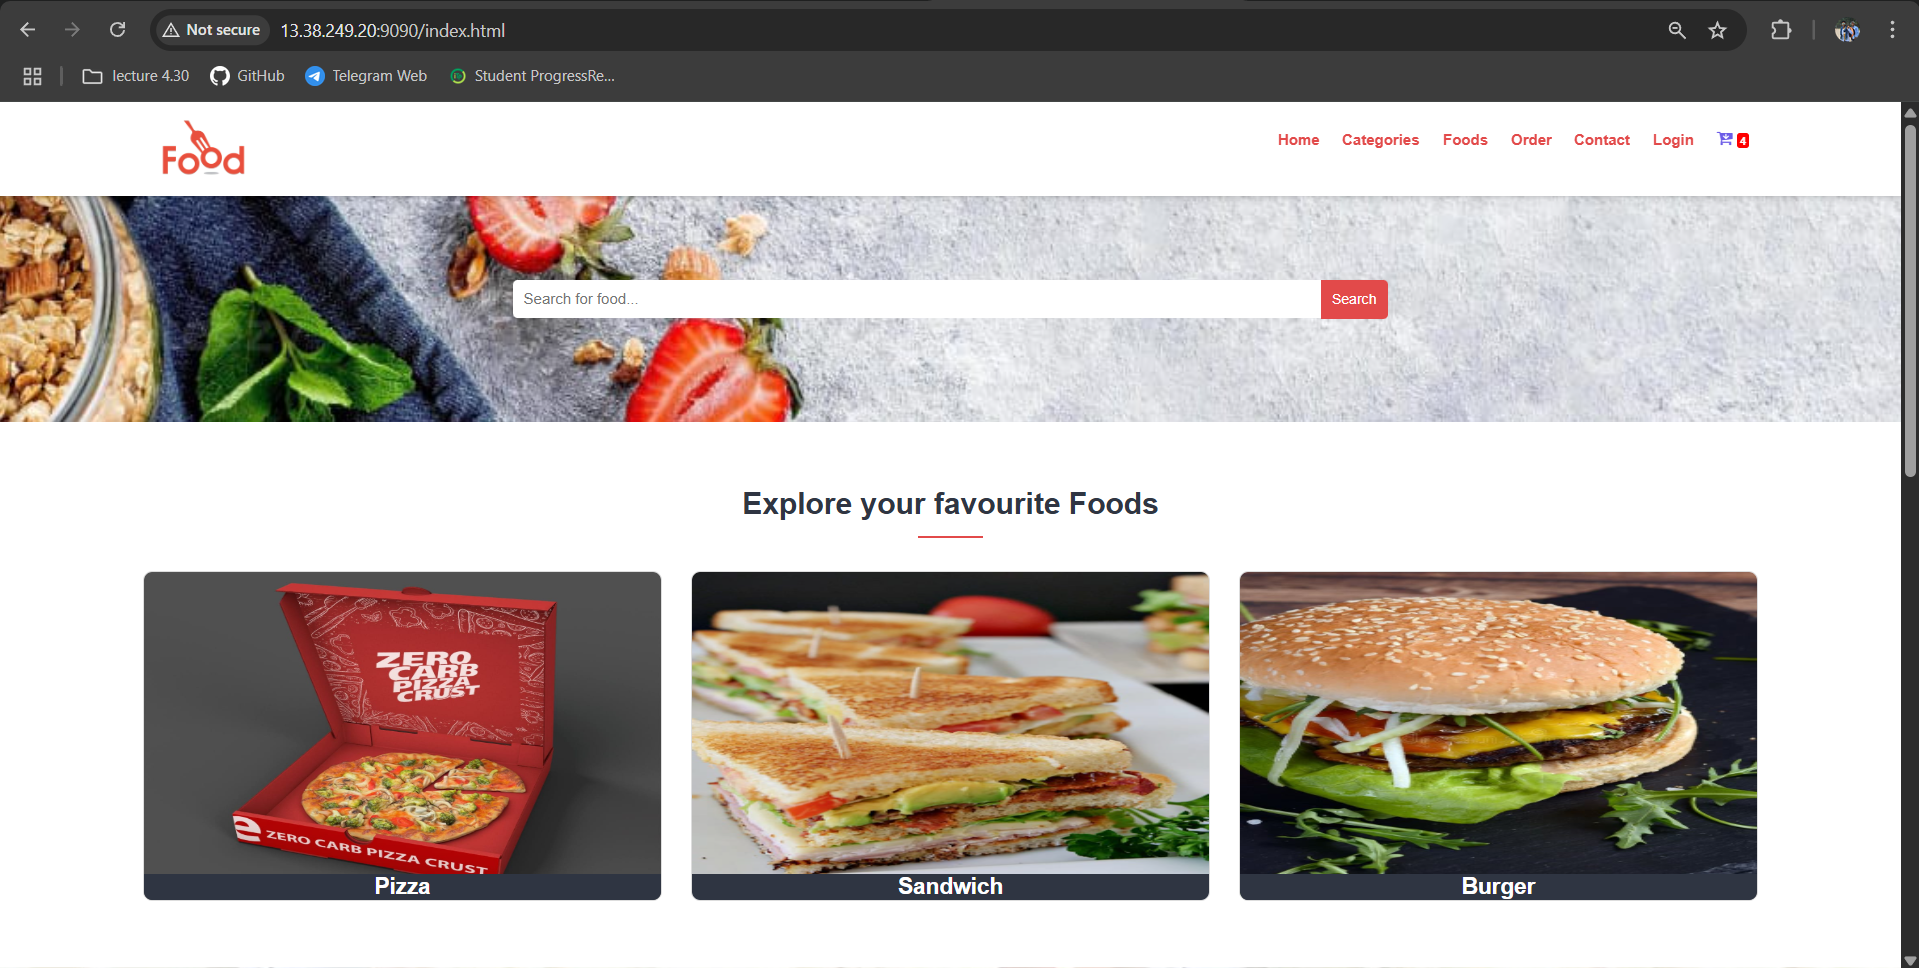 Not secure 13.38.249.20:9090/index.html
lecture 4.30 GitHub Telegram Web Student ProgressRe...
Food
Home Categories Foods Order Contact Login 4
Search for food... Search
Explore your favourite Foods
ZERO
CARB
PIZZA
CRUST
ZERO CARB PIZZA CRUST
Pizza
Sandwich
Burger